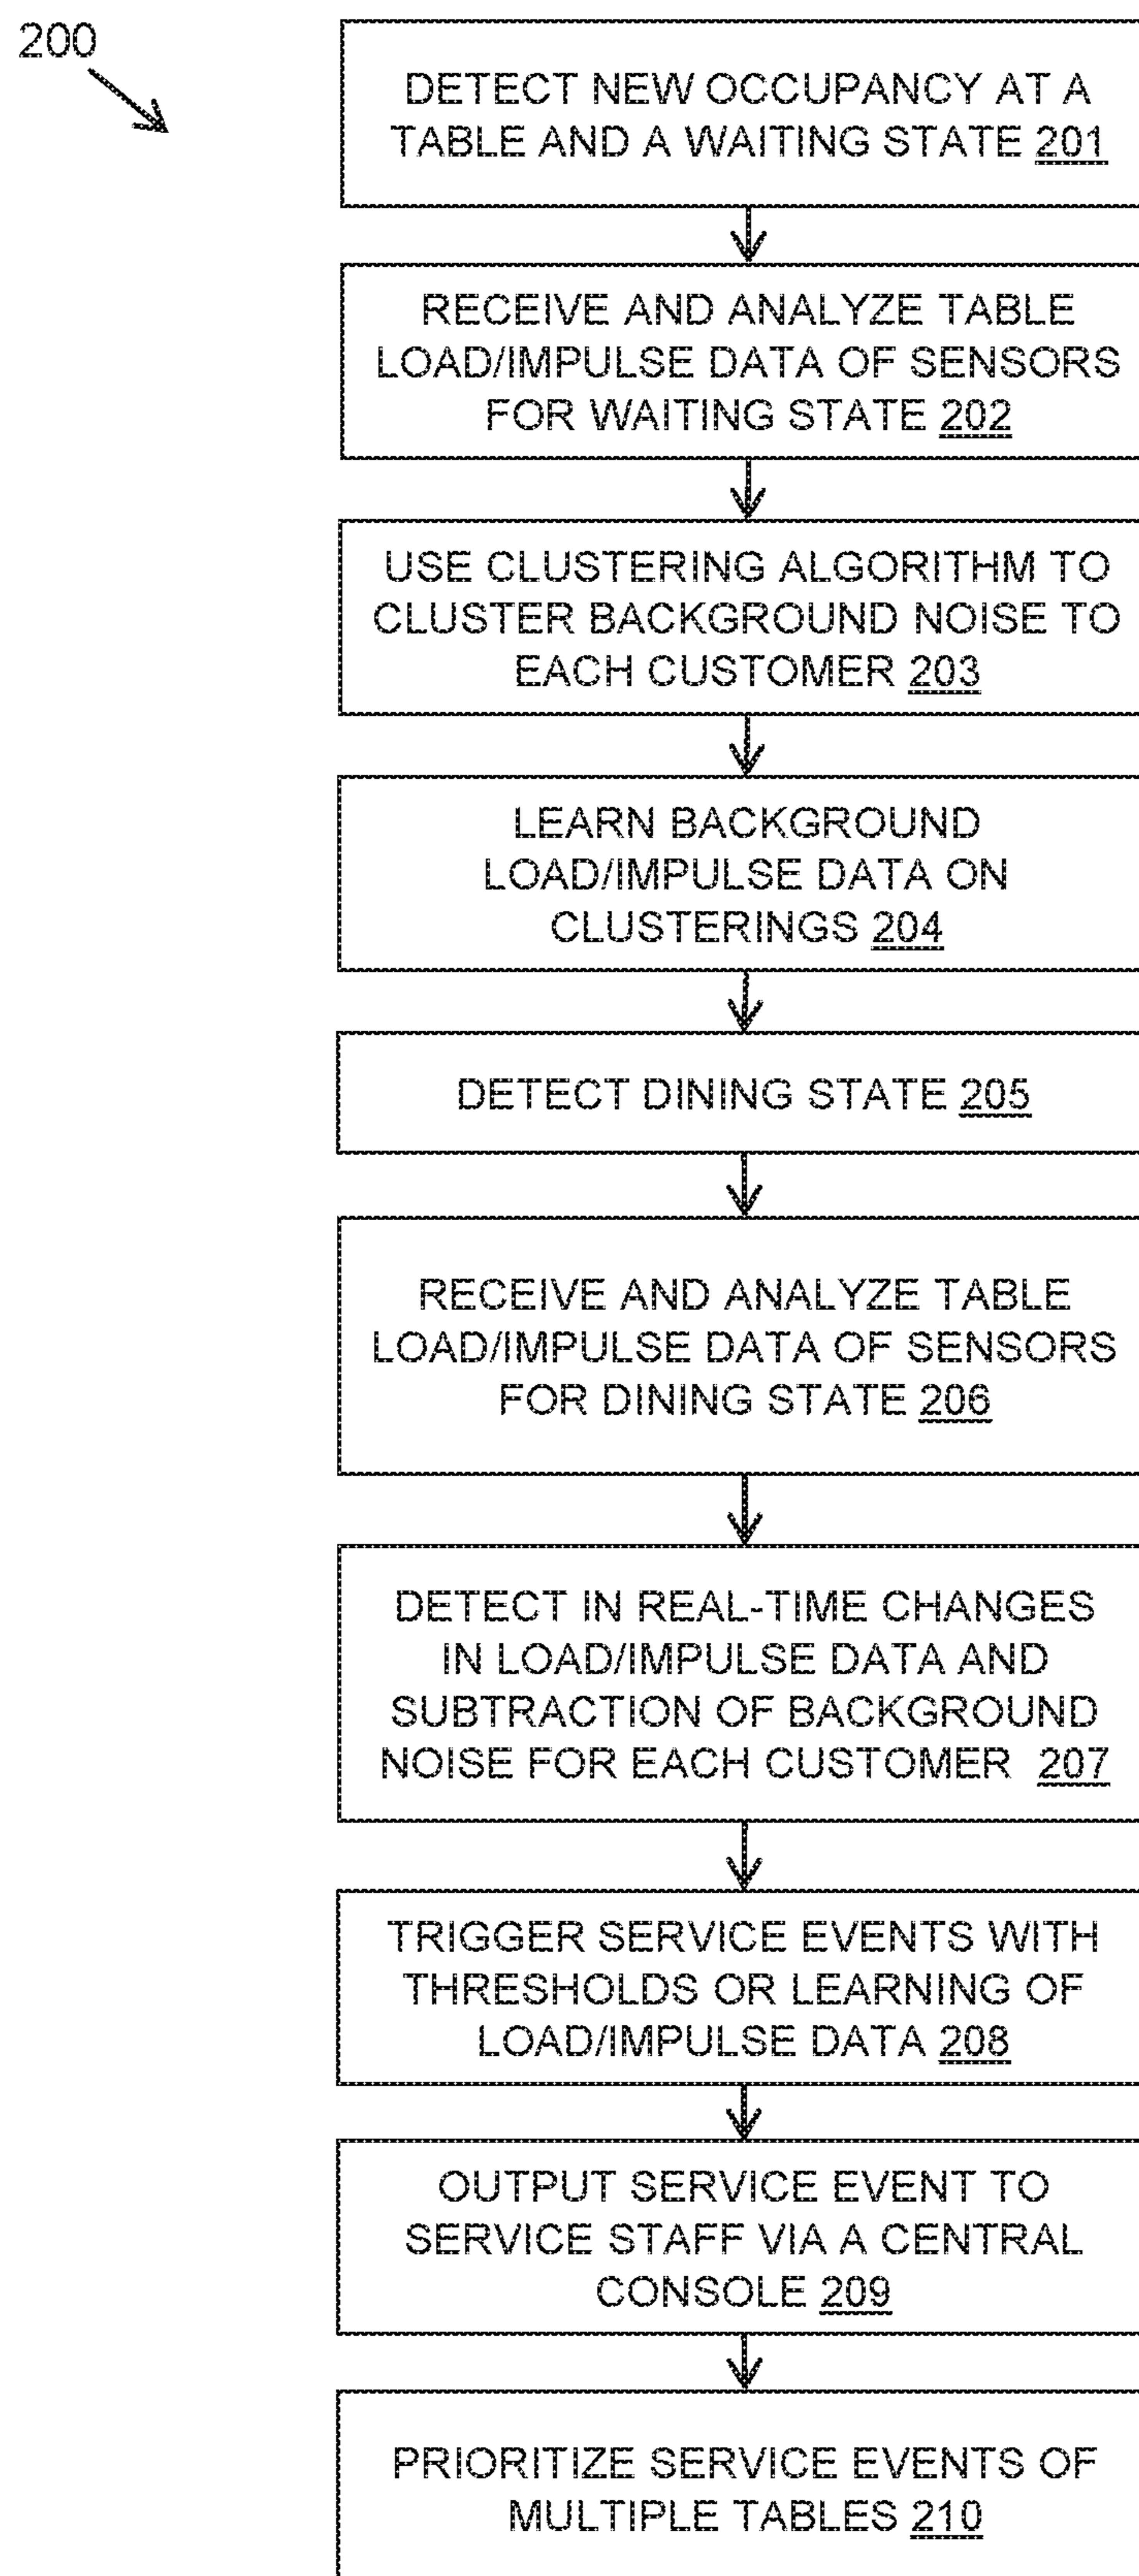 200
DETECT NEW OCCUPANCY AT A
TABLE AND A WAITING STATE 201
RECEIVE AND ANALYZE TABLE
LOAD/IMPULSE DATA OF SENSORS
FOR WAITING STATE 202
USE CLUSTERING ALGORITHM TO
CLUSTER BACKGROUND NOISE TO
EACH CUSTOMER 203
LEARN BACKGROUND
LOAD/IMPULSE DATA ON
CLUSTERINGS 204
DETECT DINING STATE 205
RECEIVE AND ANALYZE TABLE
LOAD/IMPULSE DATA OF SENSORS
FOR DINING STATE 206
DETECT IN REAL-TIME CHANGES
IN LOAD/IMPULSE DATA AND
SUBTRACTION OF BACKGROUND
NOISE FOR EACH CUSTOMER 207
TRIGGER SERVICE EVENTS WITH
THRESHOLDS OR LEARNING OF
LOAD/IMPULSE DATA 208
OUTPUT SERVICE EVENT TO
SERVICE STAFF VIA A CENTRAL
CONSOLE 209
PRIORITIZE SERVICE EVENTS OF
MULTIPLE TABLES 210